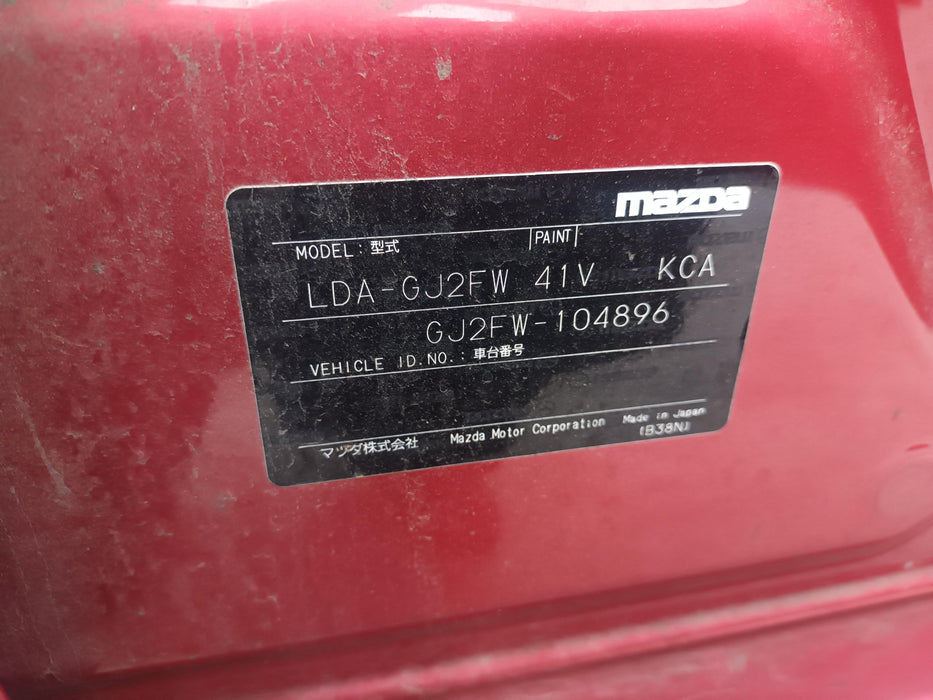 mazda
MODEL: 型式 PAINT
LDA-GJ2FW 41V KCA
GJ2FW-104896
VEHICLE ID.NO.: 車台番号
マツダ株式会社 Mazda Motor Corporation Made in Japan
(B38N)